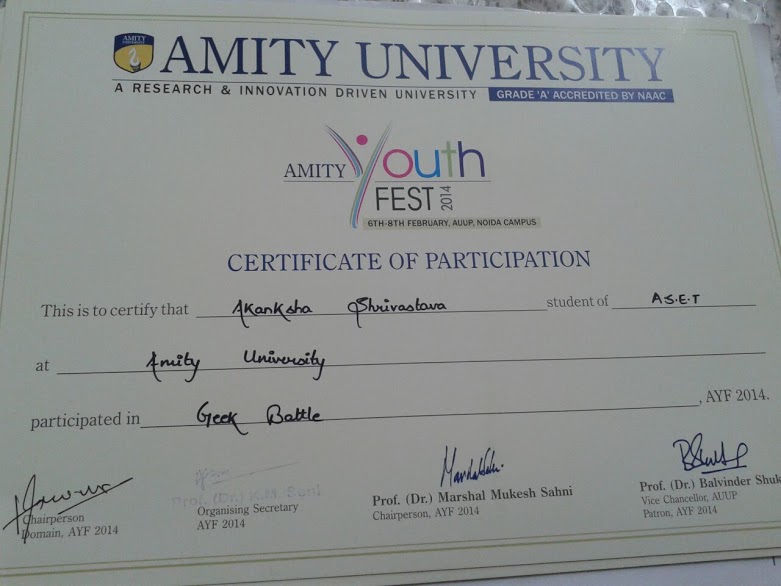 AMITY UNIVERSITY
A RESEARCH & INNOVATION DRIVEN UNIVERSITY GRADE 'A' ACCREDITED BY NAAC
AMITY Youth
FEST 2014
6TH-8TH FEBRUARY, AUUP, NOIDA CAMPUS
CERTIFICATE OF PARTICIPATION
This is to certify that Akanksha Shrivastava student of A.S.E.T
at Amity University
participated in Geek Battle, AYF 2014.
Chairperson
Domain, AYF 2014
Prof. (Dr.) K.M. Soni
Organising Secretary
AYF 2014
Prof. (Dr.) Marshal Mukesh Sahni
Chairperson, AYF 2014
Prof. (Dr.) Balvinder Shuk
Vice Chancellor, AUUP
Patron, AYF 2014